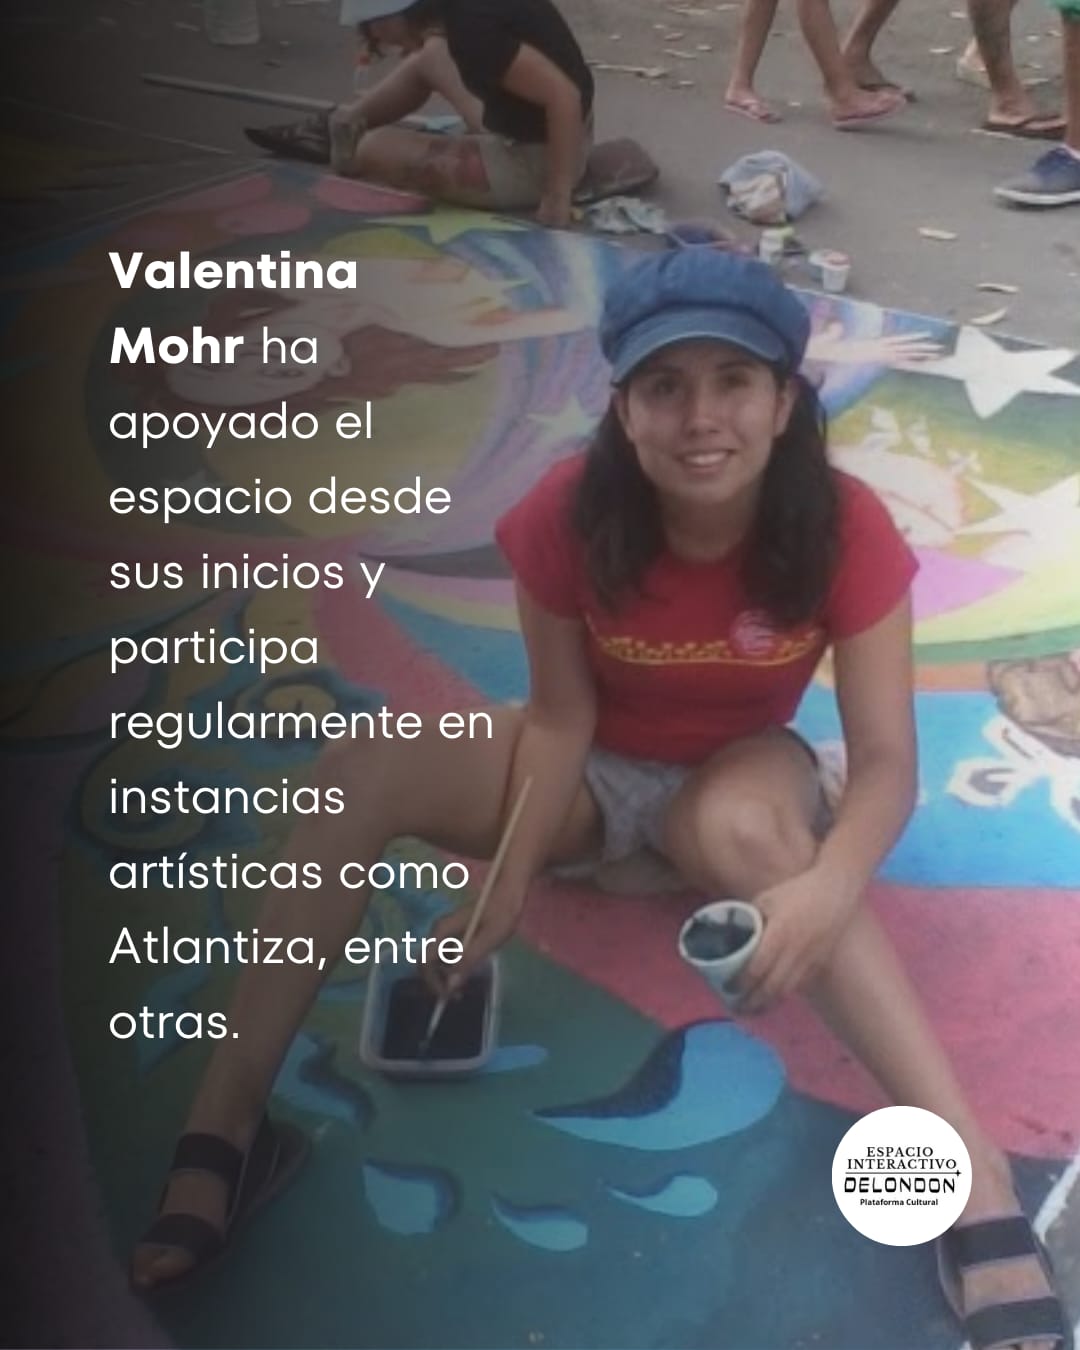 Valentina
Mohr ha
apoyado el
espacio desde
sus inicios y
participa
regularmente en
instancias
artísticas como
Atlantiza, entre
otras.
ESPACIO
INTERACTIVO
DELONDON
Plataforma Cultural